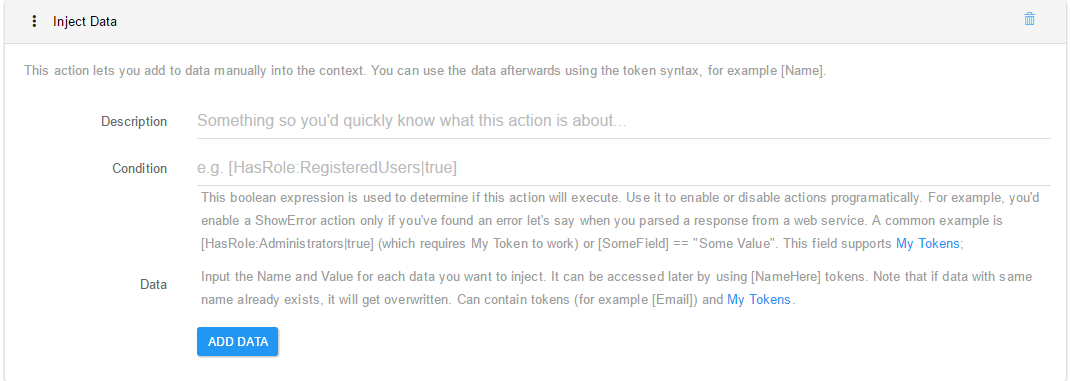 Inject Data
This action lets you add to data manually into the context. You can use the data afterwards using the token syntax, for example [Name].
Description
Something so you'd quickly know what this action is about...
Condition
e.g. [HasRole:RegisteredUsers|true]
This boolean expression is used to determine if this action will execute. Use it to enable or disable actions programatically. For example, you'd
enable a ShowError action only if you've found an error let's say when you parsed a response from a web service. A common example is
[HasRole:Administrators|true] (which requires My Token to work) or [SomeField] == "Some Value". This field supports My Tokens;
Data
Input the Name and Value for each data you want to inject. It can be accessed later by using [NameHere] tokens. Note that if data with same
name already exists, it will get overwritten. Can contain tokens (for example [Email]) and My Tokens.
ADD DATA